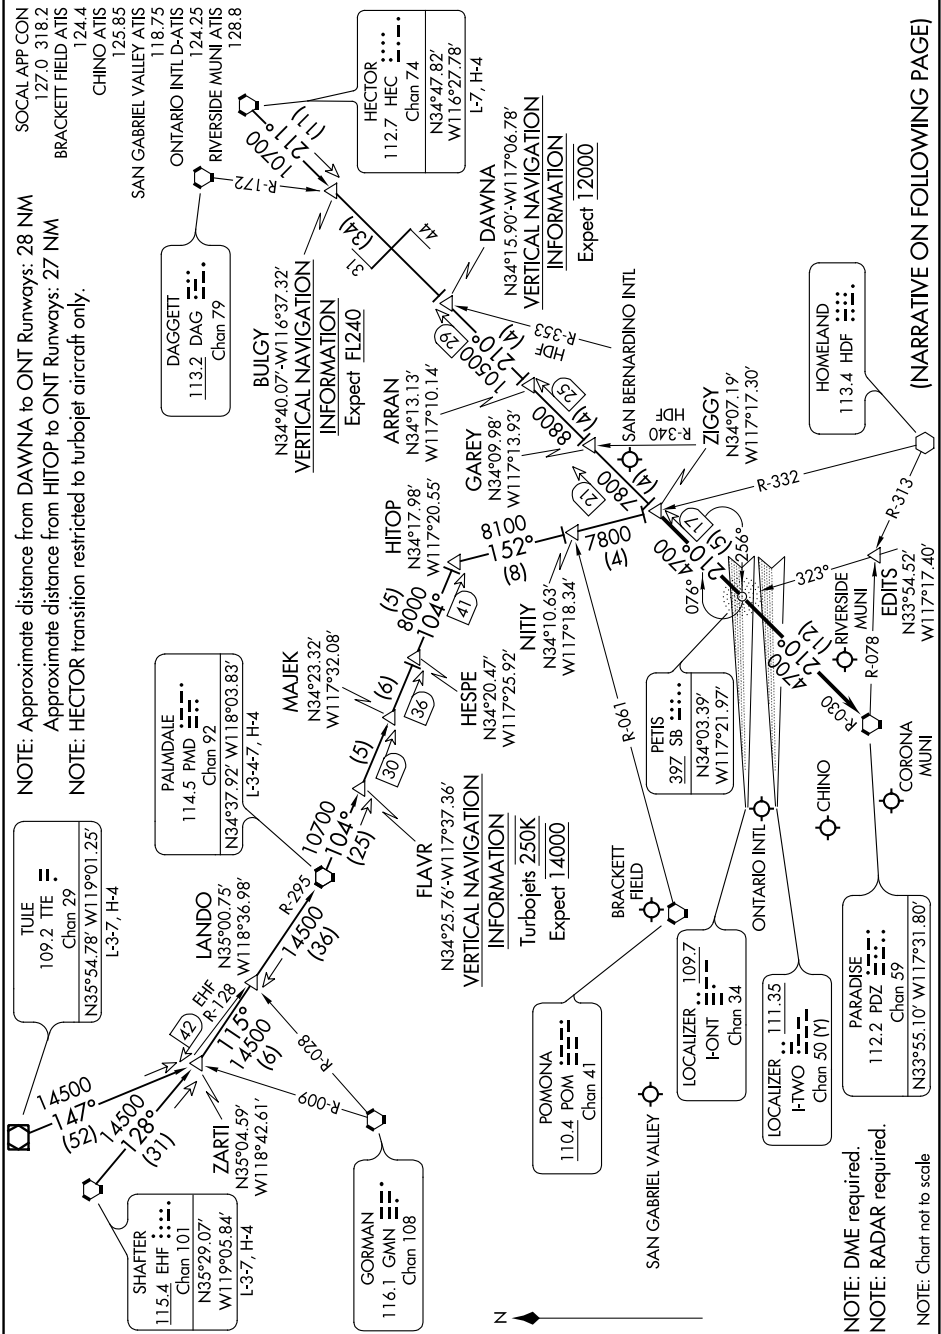 SOCAL APP CON
127.0 318.2
BRACKETT FIELD ATIS
124.4
CHINO ATIS
125.85
SAN GABRIEL VALLEY ATIS
118.75
ONTARIO INTL D-ATIS
124.25
RIVERSIDE MUNI ATIS
128.8
NOTE: Approximate distance from DAWNA to ONT Runways: 28 NM
Approximate distance from HITOP to ONT Runways: 27 NM
NOTE: HECTOR transition restricted to turbojet aircraft only.
TULE
109.2 TTE
Chan 29
N35°54.78' W119°01.25'
L-3-7, H-4
14500
147°
(52)
SHAFTER
115.4 EHF
Chan 101
N35°29.07'
W119°05.84'
L-3-7, H-4
14500
128°
(31)
ZARTI
N35°04.59'
W118°42.61'
42
EHF
R-128
115°
14500
(6)
R-009
R-028
GORMAN
116.1 GMN
Chan 108
LANDO
N35°00.75'
W118°36.98'
R-295
14500
(36)
PALMDALE
114.5 PMD
Chan 92
N34°37.92' W118°03.83'
L-3-4-7, H-4
10700
104°
(25)
FLAVR
N34°25.76'-W117°37.36'
VERTICAL NAVIGATION
INFORMATION
Turbojets 250K
Expect 14000
30
(5)
MAJEK
N34°23.32'
W117°32.08'
(6)
36
HESPE
N34°20.47'
W117°25.92'
(5)
8000
104°
41
HITOP
N34°17.98'
W117°20.55'
8100
152°
(8)
NITIY
N34°10.63'
W117°18.34'
7800
(4)
R-061
HECTOR
112.7 HEC
Chan 74
N34°47.82'
W116°27.78'
L-7, H-4
10700
211°
(11)
R-172
DAGGETT
113.2 DAG
Chan 79
BULGY
N34°40.07'-W116°37.32'
VERTICAL NAVIGATION
INFORMATION
Expect FL240
(34)
31
44
DAWNA
N34°15.90'-W117°06.78'
VERTICAL NAVIGATION
INFORMATION
Expect 12000
29
10500
210°
(4)
HDF
R-353
ARRAN
N34°13.13'
W117°10.14'
25
8800
(4)
GAREY
N34°09.98'
W117°13.93'
SAN BERNARDINO INTL
R-340
HDF
21
7800
(4)
ZIGGY
N34°07.19'
W117°17.30'
17
4700
210°
(5)
076°
256°
R-332
HOMELAND
113.4 HDF
R-313
323°
EDITS
N33°54.52'
W117°17.40'
R-078
PETIS
397 SB
N34°03.39'
W117°21.97'
4700
210°
(12)
R-030
RIVERSIDE
MUNI
CORONA
MUNI
CHINO
ONTARIO INTL
BRACKETT
FIELD
POMONA
110.4 POM
Chan 41
LOCALIZER 109.7
I-ONT
Chan 34
LOCALIZER 111.35
I-TWO
Chan 50 (Y)
PARADISE
112.2 PDZ
Chan 59
N33°55.10' W117°31.80'
SAN GABRIEL VALLEY
N
NOTE: DME required.
NOTE: RADAR required.
NOTE: Chart not to scale
(NARRATIVE ON FOLLOWING PAGE)